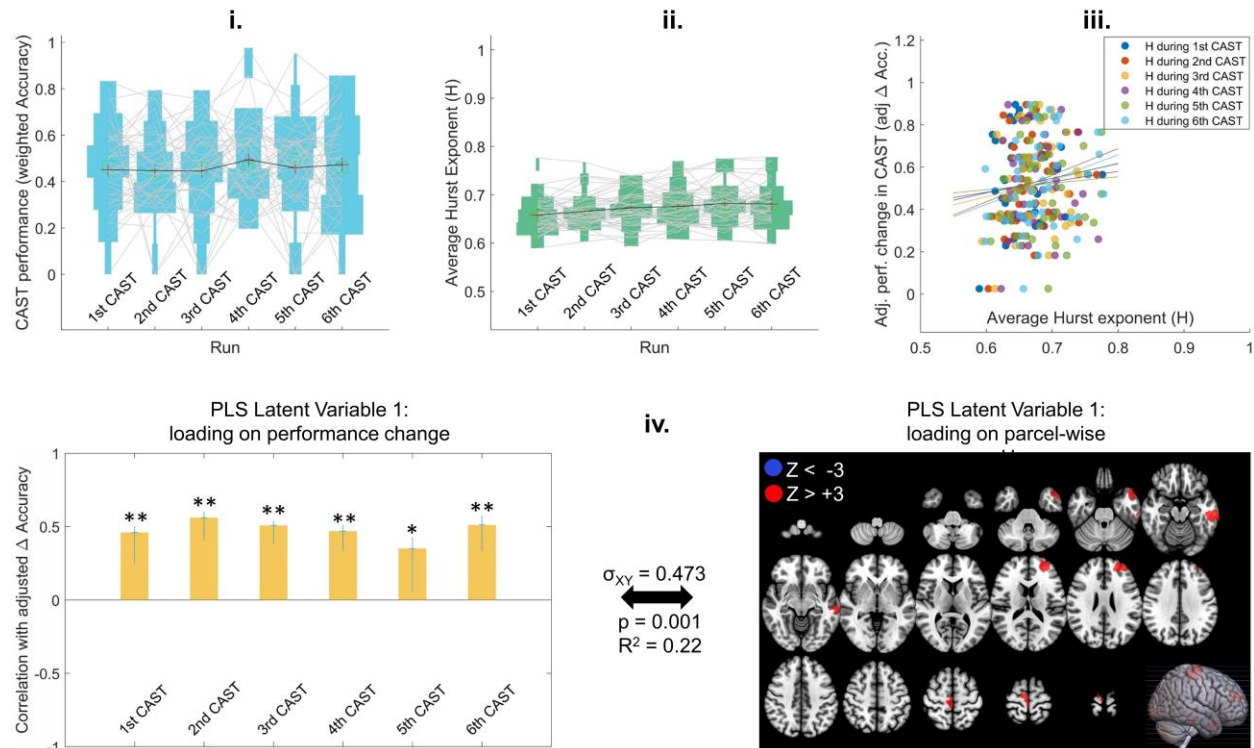 i.
CAST performance (weighted Accuracy)
1
0.8
0.6
0.4
0.2
0
1st CAST
2nd CAST
3rd CAST
4th CAST
5th CAST
6th CAST
Run
ii.
Average Hurst Exponent (H)
1
0.9
0.8
0.7
0.6
0.5
1st CAST
2nd CAST
3rd CAST
4th CAST
5th CAST
6th CAST
Run
iii.
Adj. perf. change in CAST (adj Δ Acc.)
1.2
1
0.8
0.6
0.4
0.2
0
H during 1st CAST
H during 2nd CAST
H during 3rd CAST
H during 4th CAST
H during 5th CAST
H during 6th CAST
Average Hurst exponent (H)
0.5 0.6 0.7 0.8 0.9 1
PLS Latent Variable 1:
loading on performance change
Correlation with adjusted Δ Accuracy
1
0.5
0
-0.5
-1
**
**
**
**
*
**
1st CAST
2nd CAST
3rd CAST
4th CAST
5th CAST
6th CAST
iv.
σXY = 0.473
p = 0.001
R² = 0.22
PLS Latent Variable 1:
loading on parcel-wise
Z < -3
Z > +3